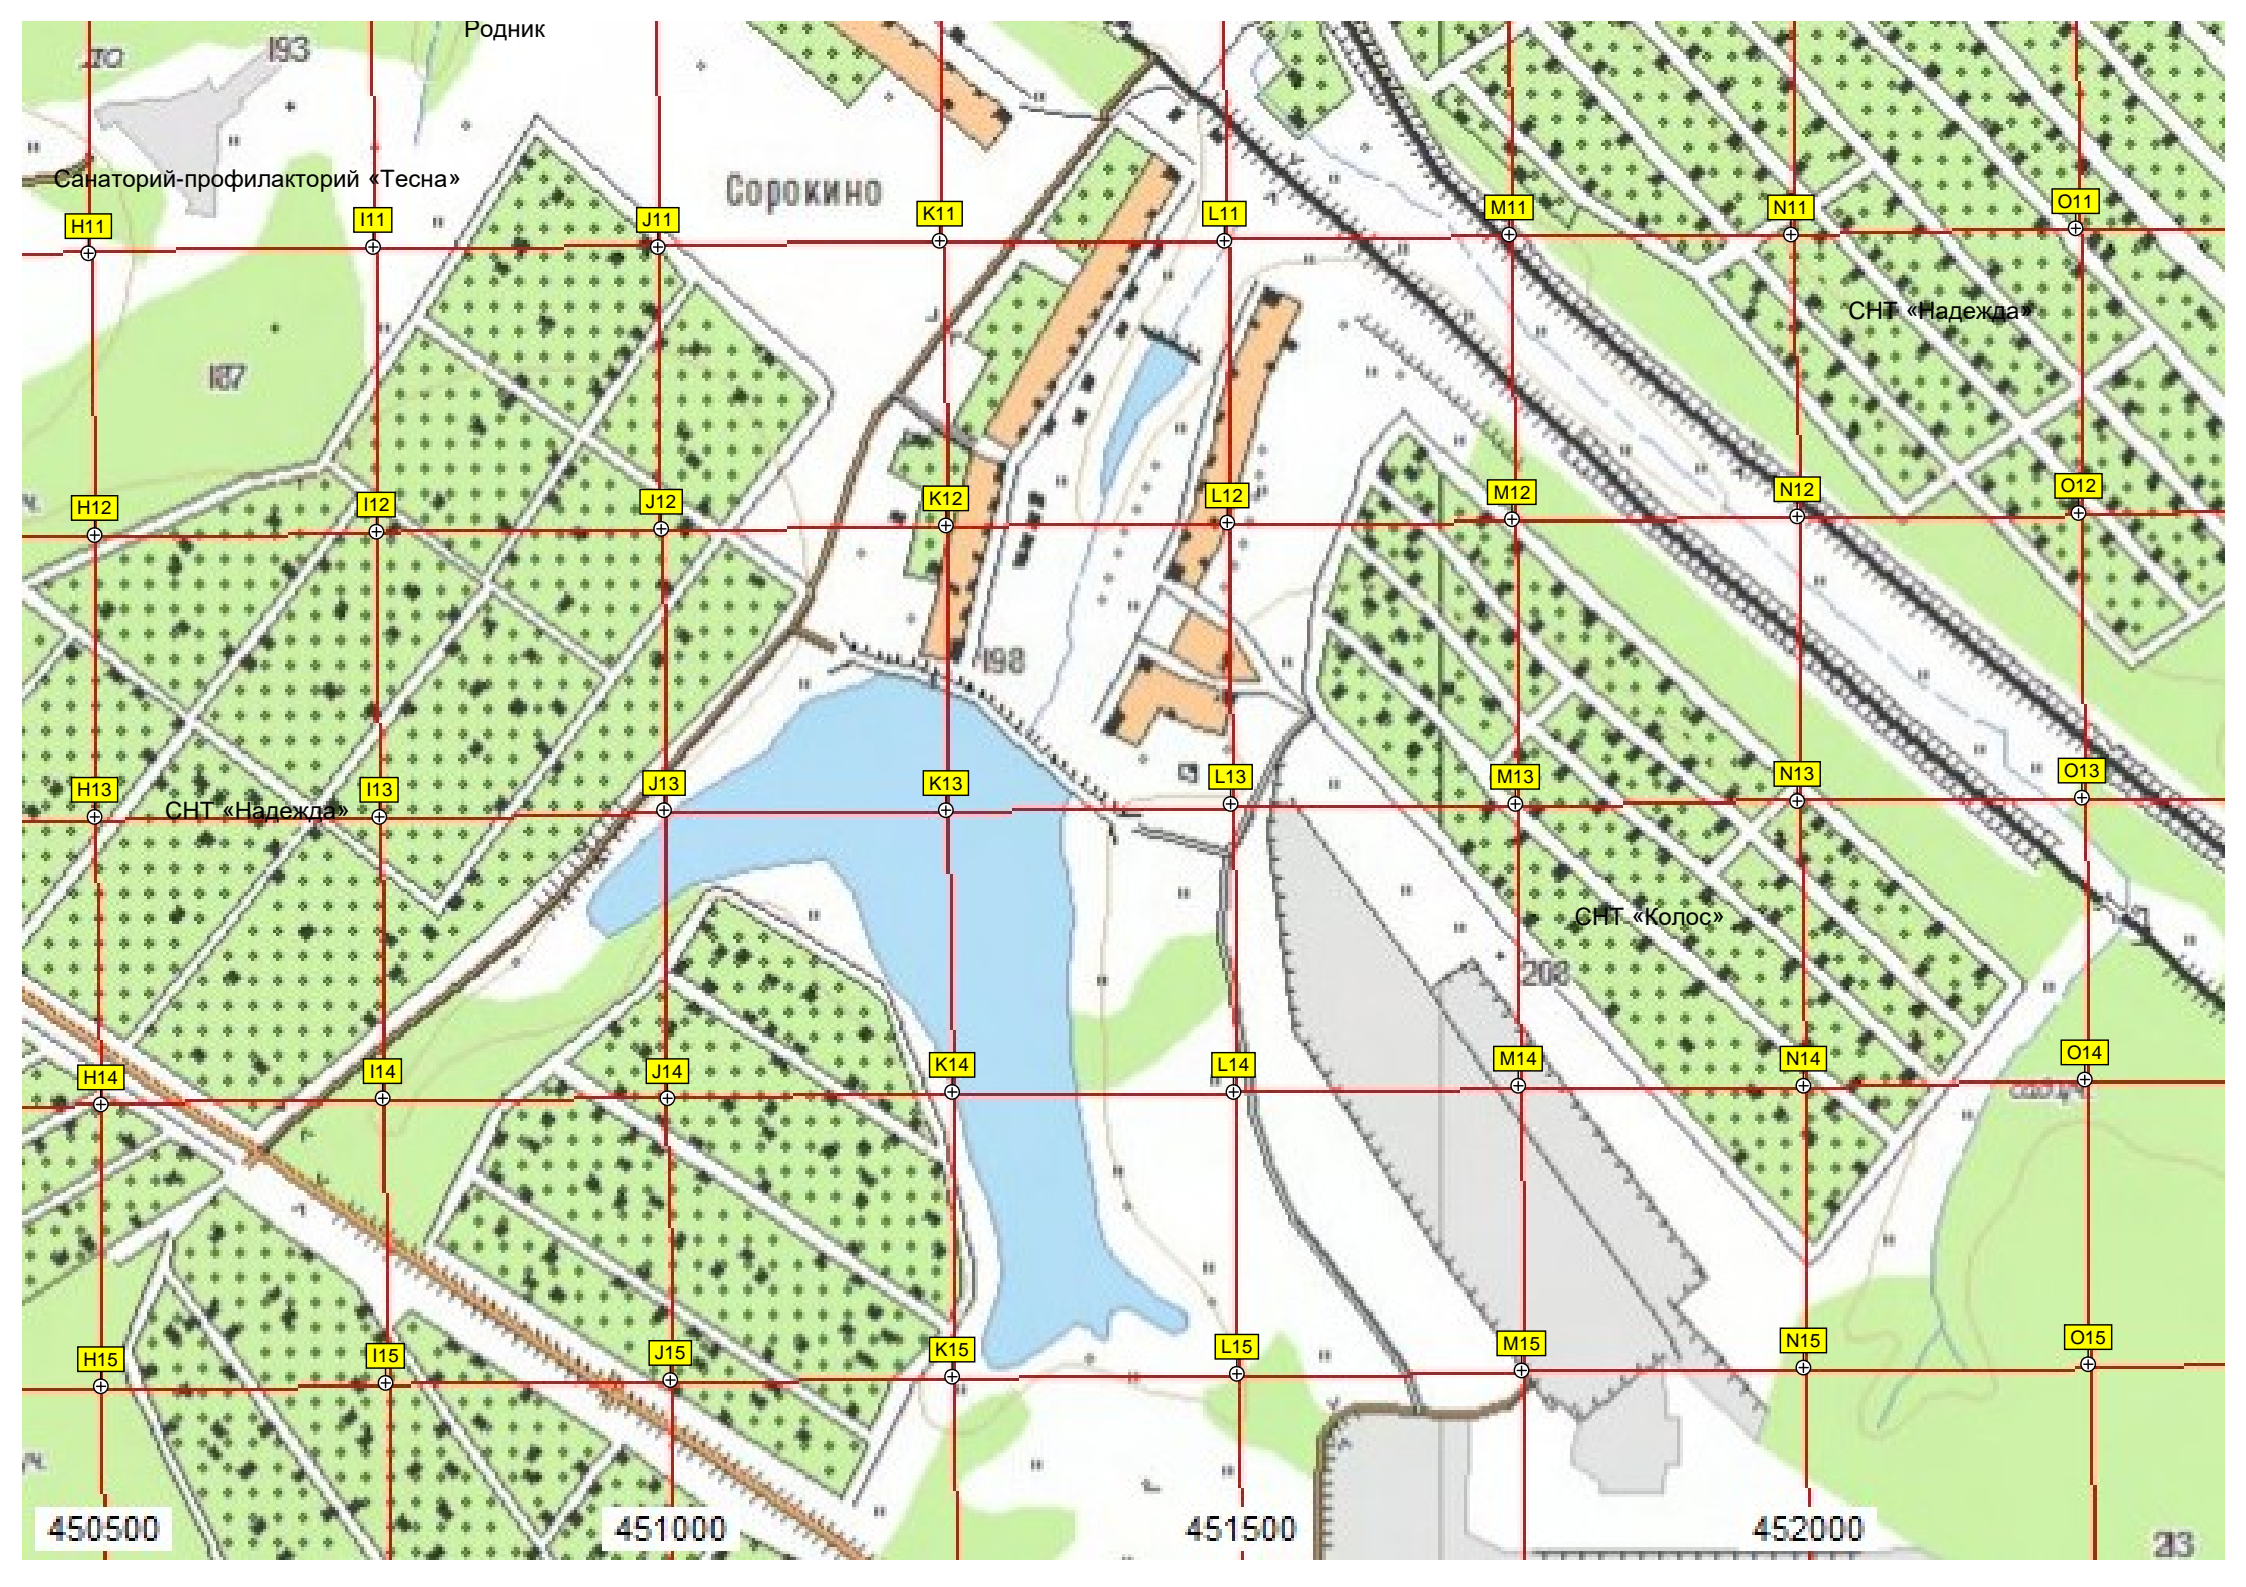 Родник
193
Санаторий-профилакторий «Тесна»
Сорокино
H11 I11 J11 K11 L11 M11 N11 O11
СНТ «Надежда»
187
H12 I12 J12 K12 L12 M12 N12 O12
198
H13 I13 J13 K13 L13 M13 N13 O13
СНТ «Надежда»
СНТ «Колос»
208
H14 I14 J14 K14 L14 M14 N14 O14
H15 I15 J15 K15 L15 M15 N15 O15
450500 451000 451500 452000
213